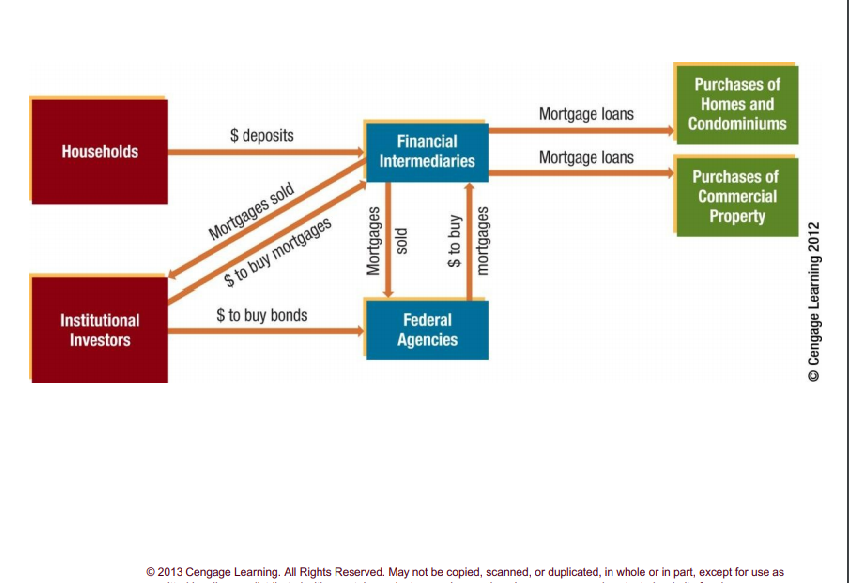 Purchases of
Homes and
Condominiums
Mortgage loans
Households
$ deposits
Financial
Intermediaries
Mortgage loans
Purchases of
Commercial
Property
Mortgages sold
$ to buy mortgages
Mortgages
sold
$ to buy
mortgages
Institutional
Investors
$ to buy bonds
Federal
Agencies
© Cengage Learning 2012
© 2013 Cengage Learning. All Rights Reserved. May not be copied, scanned, or duplicated, in whole or in part, except for use as